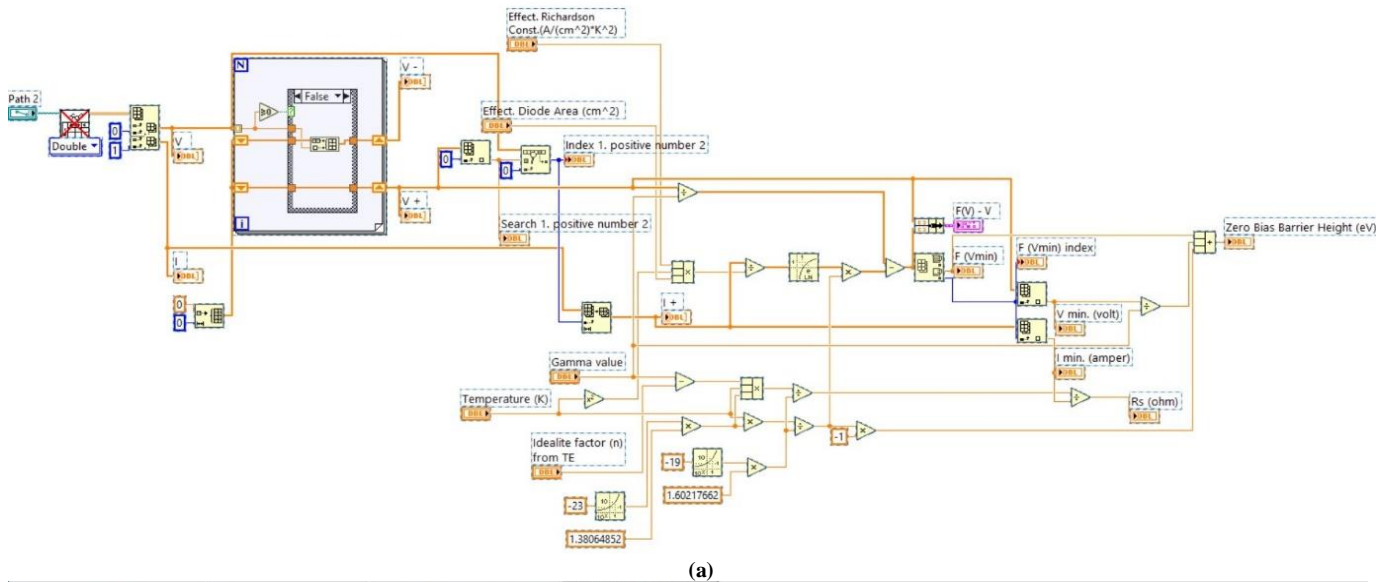 Effect. Richardson
Const.(A/(cm^2)*K^2)
DBL
N
V -
DBL
Path 2
False
≥0
Effect. Diode Area (cm^2)
DBL
Double
0
1
V
DBL
0
0
Index 1. positive number 2
DBL
i
V +
DBL
Search 1. positive number 2
DBL
F(V) - V
Zero Bias Barrier Height (eV)
DBL
F (Vmin) index
DBL
F (Vmin)
DBL
LN
I
DBL
0
0
I +
DBL
V min. (volt)
DBL
Gamma value
DBL
I min. (amper)
DBL
Temperature (K)
DBL
x²
Rs (ohm)
DBL
-1
Idealite factor (n)
from TE
DBL
-19
1.60217662
-23
1.38064852
(a)